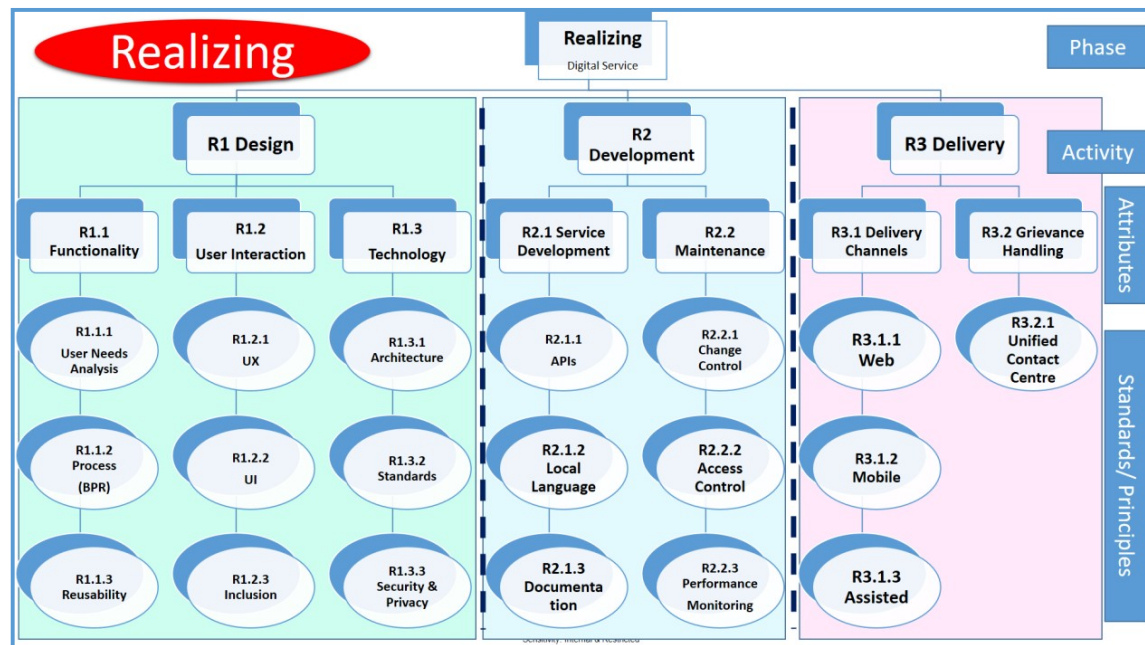 Realizing
Realizing
Digital Service
Phase
R1 Design
R2
Development
R3 Delivery
Activity
R1.1
Functionality
R1.2
User Interaction
R1.3
Technology
R2.1 Service
Development
R2.2
Maintenance
R3.1 Delivery
Channels
R3.2 Grievance
Handling
Attributes
R1.1.1
User Needs
Analysis
R1.2.1
UX
R1.3.1
Architecture
R2.1.1
APIs
R2.2.1
Change
Control
R3.1.1
Web
R3.2.1
Unified
Contact
Centre
R1.1.2
Process
(BPR)
R1.2.2
UI
R1.3.2
Standards
R2.1.2
Local
Language
R2.2.2
Access
Control
R3.1.2
Mobile
Standards/ Principles
R1.1.3
Reusability
R1.2.3
Inclusion
R1.3.3
Security &
Privacy
R2.1.3
Documenta
tion
R2.2.3
Performance
Monitoring
R3.1.3
Assisted
Sensitivity: Internal & Restricted